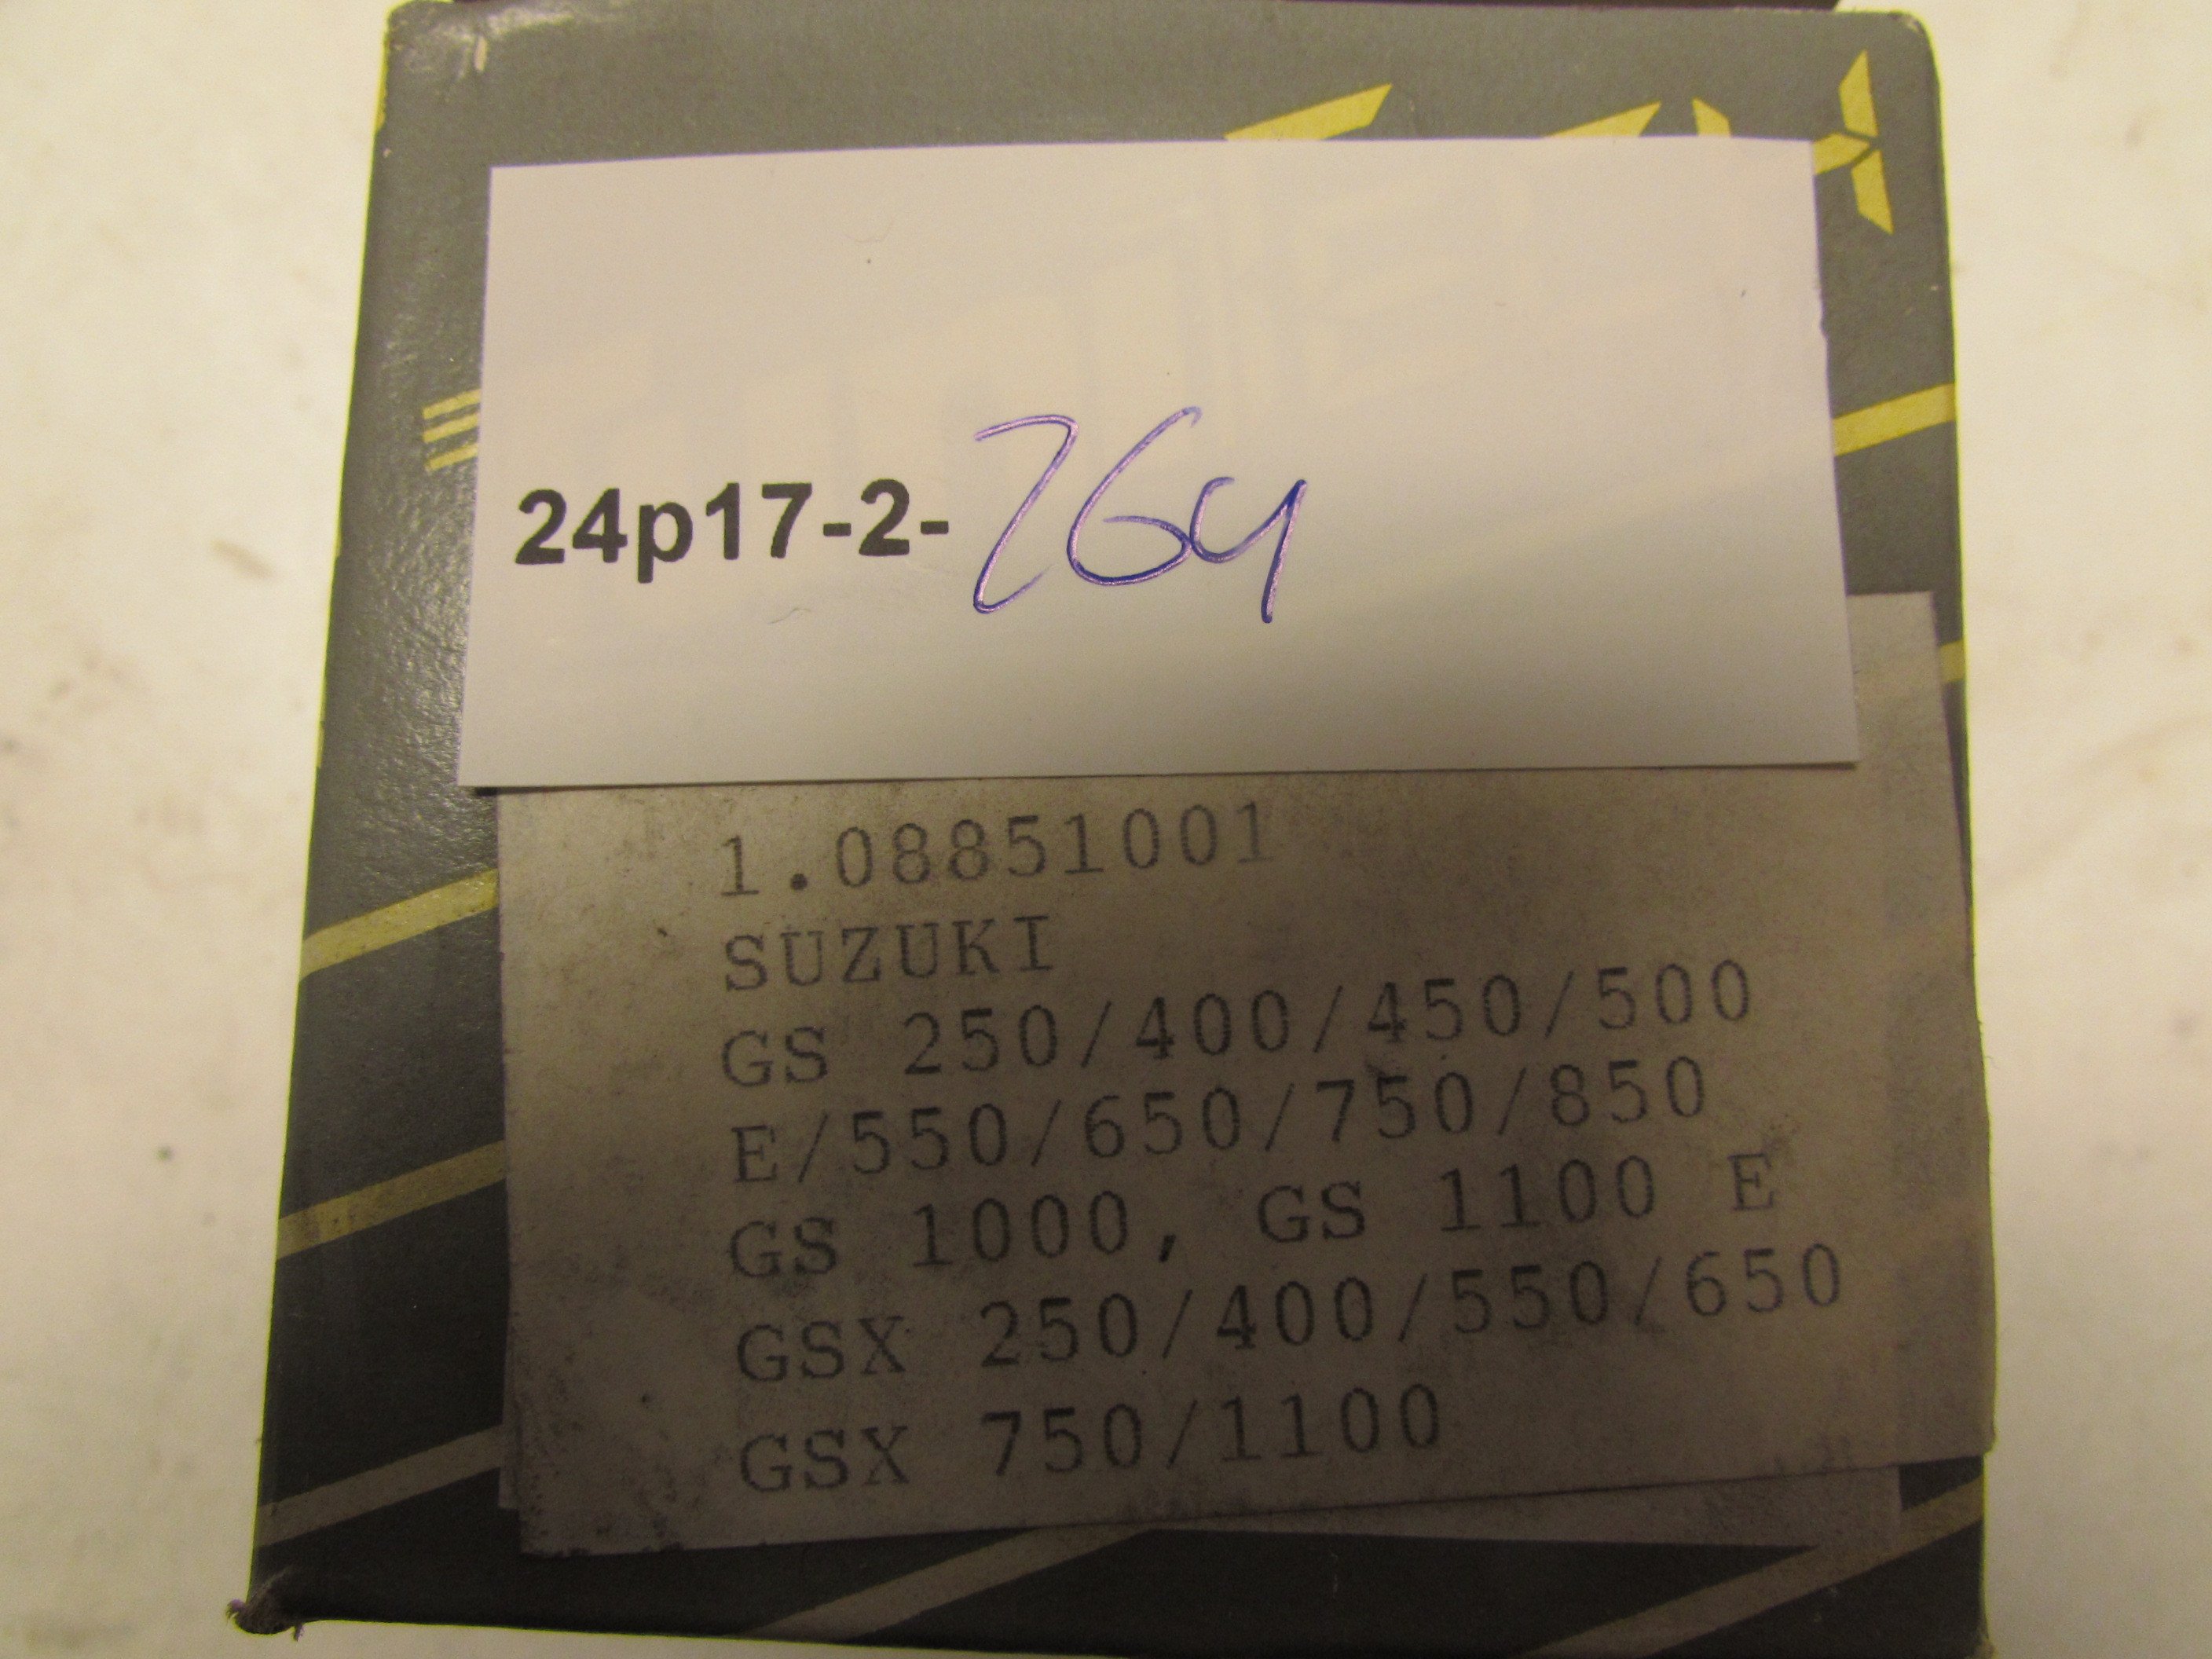 24p17-2-264
1.08851001
SUZUKI
GS 250/400/450/500
E/550/650/750/850
GS 1000, GS 1100 E
GSX 250/400/550/650
GSX 750/1100